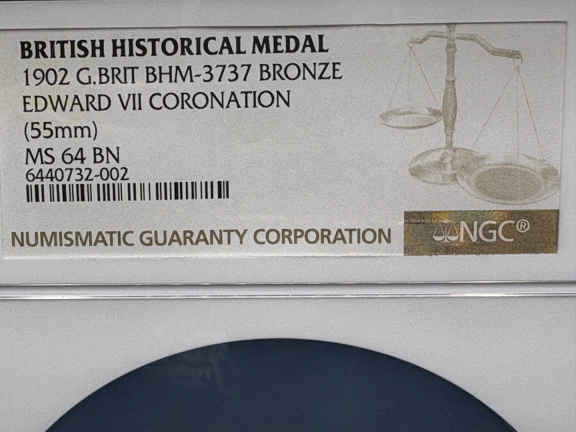 BRITISH HISTORICAL MEDAL
1902 G.BRIT BHM-3737 BRONZE
EDWARD VII CORONATION
(55mm)
MS 64 BN
6440732-002
NUMISMATIC GUARANTY CORPORATION
NGC®